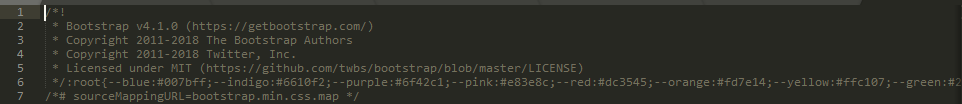 1 /*!
2  * Bootstrap v4.1.0 (https://getbootstrap.com/)
3  * Copyright 2011-2018 The Bootstrap Authors
4  * Copyright 2011-2018 Twitter, Inc.
5  * Licensed under MIT (https://github.com/twbs/bootstrap/blob/master/LICENSE)
6  */:root{--blue:#007bff;--indigo:#6610f2;--purple:#6f42c1;--pink:#e83e8c;--red:#dc3545;--orange:#fd7e14;--yellow:#ffc107;--green:#2
7 /*# sourceMappingURL=bootstrap.min.css.map */